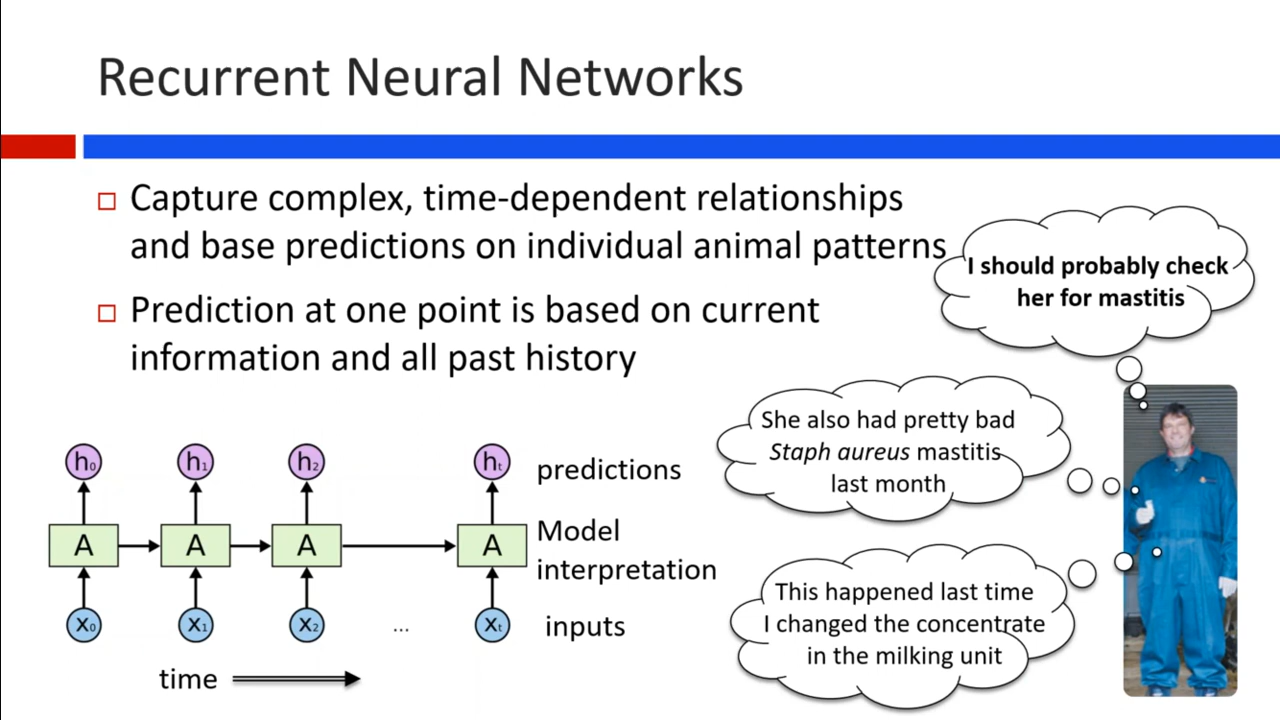 Recurrent Neural Networks
Capture complex, time-dependent relationships
and base predictions on individual animal patterns
Prediction at one point is based on current
information and all past history
I should probably check
her for mastitis
She also had pretty bad
Staph aureus mastitis
last month
This happened last time
I changed the concentrate
in the milking unit
h₀ h₁ h₂ hₜ predictions
A A A A Model
interpretation
x₀ x₁ x₂ ... xₜ inputs
time